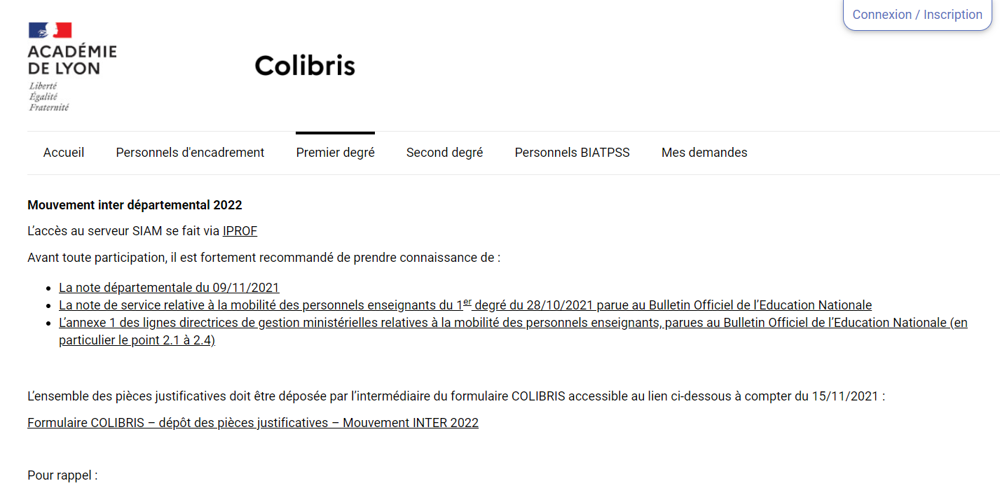 Connexion / Inscription
ACADÉMIE
DE LYON
Liberté
Égalité
Fraternité
Colibris
Accueil Personnels d'encadrement Premier degré Second degré Personnels BIATPSS Mes demandes
Mouvement inter départemental 2022
L’accès au serveur SIAM se fait via IPROF
Avant toute participation, il est fortement recommandé de prendre connaissance de :
• La note départementale du 09/11/2021
• La note de service relative à la mobilité des personnels enseignants du 1er degré du 28/10/2021 parue au Bulletin Officiel de l’Education Nationale
• L’annexe 1 des lignes directrices de gestion ministérielles relatives à la mobilité des personnels enseignants, parues au Bulletin Officiel de l’Education Nationale (en
particulier le point 2.1 à 2.4)
L’ensemble des pièces justificatives doit être déposée par l’intermédiaire du formulaire COLIBRIS accessible au lien ci-dessous à compter du 15/11/2021 :
Formulaire COLIBRIS – dépôt des pièces justificatives – Mouvement INTER 2022
Pour rappel :